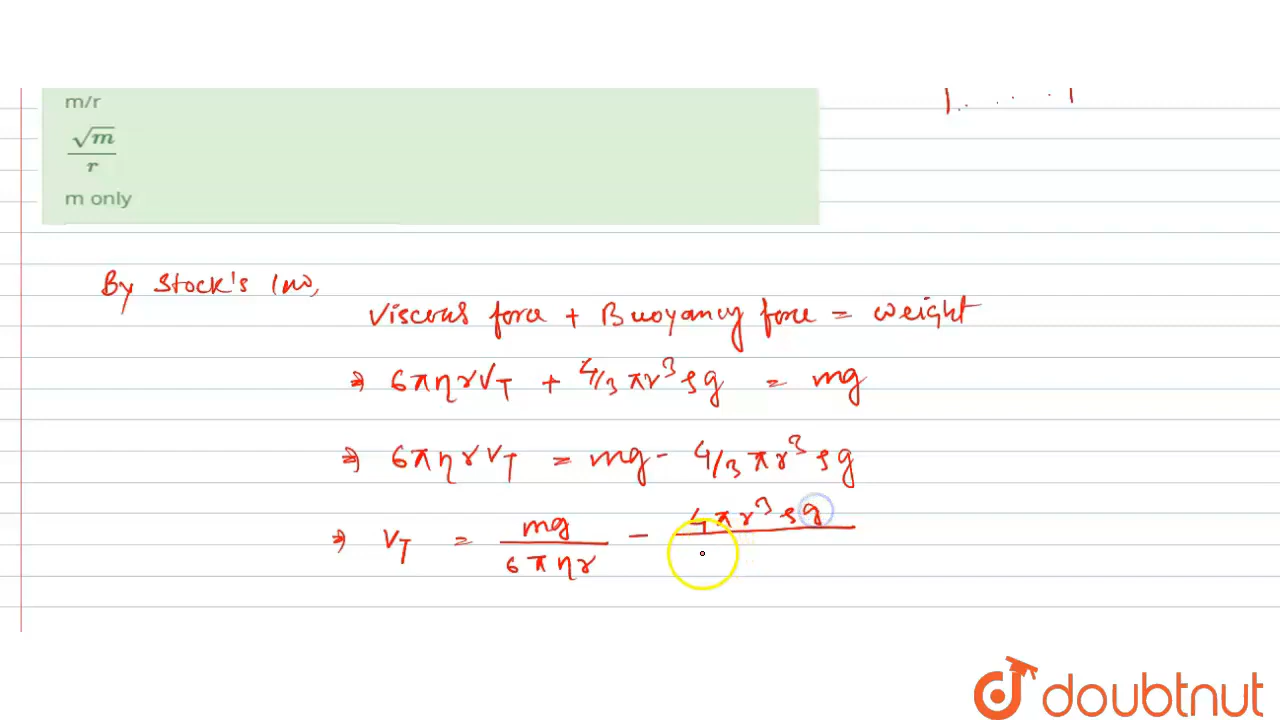 m/r
√m/r
m only
By Stock's law,
Viscous force + Buoyancy force = weight
⇒ 6πηrV_T + 4/3 πr³ρg = mg
⇒ 6πηrV_T = mg - 4/3 πr³ρg
⇒ V_T = mg/6πηr - 4πr³ρg
doubtnut